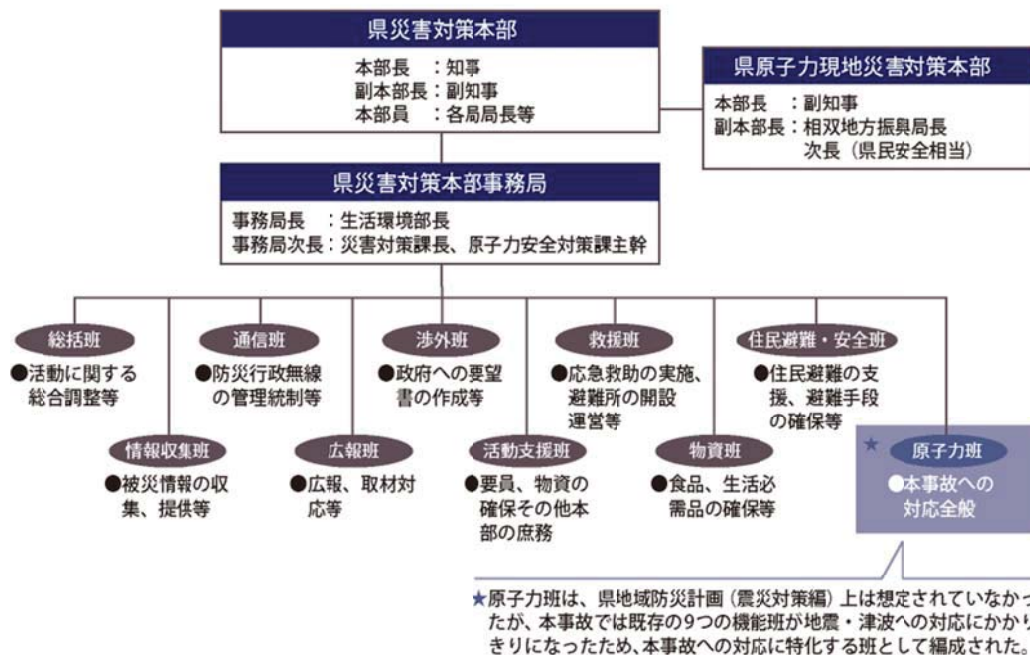 県災害対策本部
本部長　：知事
副本部長：副知事
本部員　：各局局長等
県原子力現地災害対策本部
本部長　：副知事
副本部長：相双地方振興局長
次長（県民安全相当）
県災害対策本部事務局
事務局長　：生活環境部長
事務局次長：災害対策課長、原子力安全対策課主幹
総括班
●活動に関する
総合調整等
通信班
●防災行政無線
の管理統制等
渉外班
●政府への要望
書の作成等
救援班
●応急救助の実施、
避難所の開設
運営等
住民避難・安全班
●住民避難の支
援、避難手段
の確保等
情報収集班
●被災情報の収
集、提供等
広報班
●広報、取材対
応等
活動支援班
●要員、物資の
確保その他本
部の庶務
物資班
●食品、生活必
需品の確保等
★
原子力班
●本事故への
対応全般
★原子力班は、県地域防災計画（震災対策編）上は想定されていなかっ
たが、本事故では既存の9つの機能班が地震・津波への対応にかかり
きりになったため、本事故への対応に特化する班として編成された。